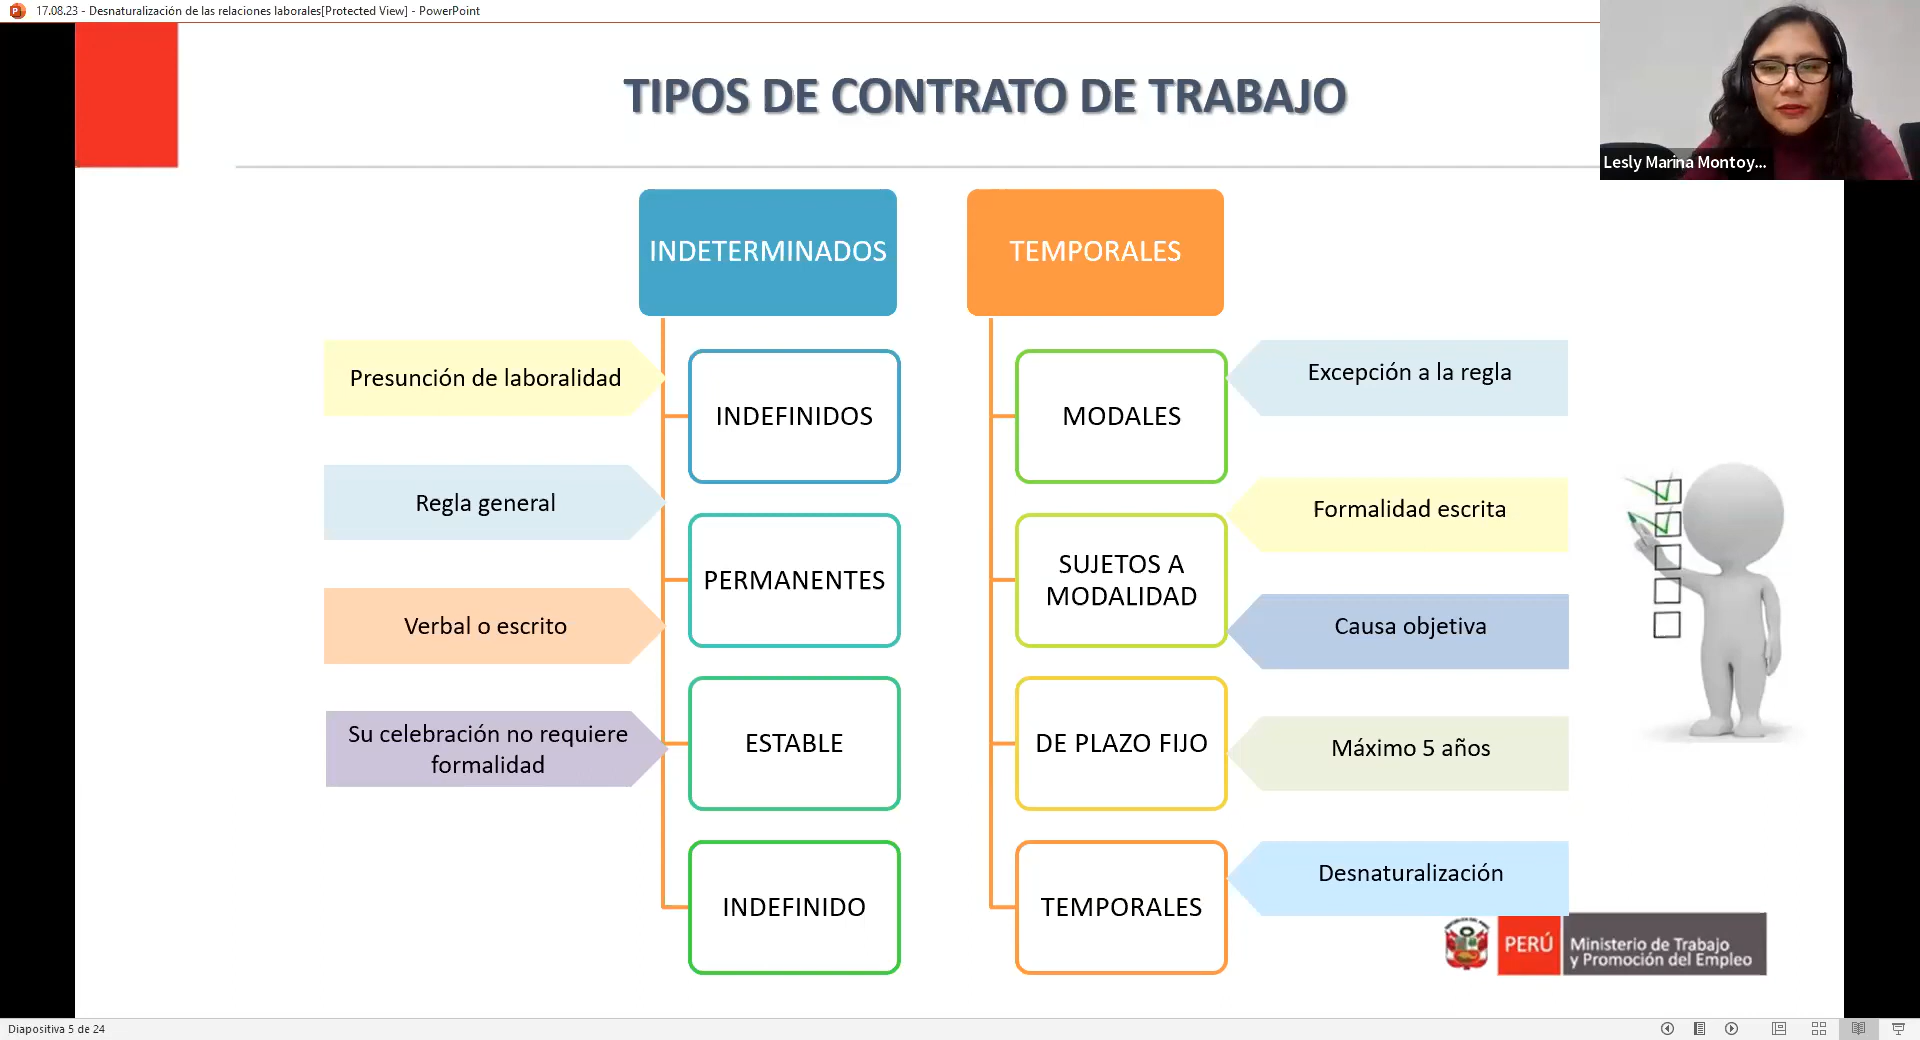 17.08.23 - Desnaturalización de las relaciones laborales[Protected View] - PowerPoint
TIPOS DE CONTRATO DE TRABAJO
Lesly Marina Montoy...
INDETERMINADOS
Presunción de laboralidad
Regla general
Verbal o escrito
Su celebración no requiere
formalidad
INDEFINIDOS
PERMANENTES
ESTABLE
INDEFINIDO
TEMPORALES
MODALES
SUJETOS A
MODALIDAD
DE PLAZO FIJO
TEMPORALES
Excepción a la regla
Formalidad escrita
Causa objetiva
Máximo 5 años
Desnaturalización
PERÚ
Ministerio de Trabajo
y Promoción del Empleo
Diapositiva 5 de 24